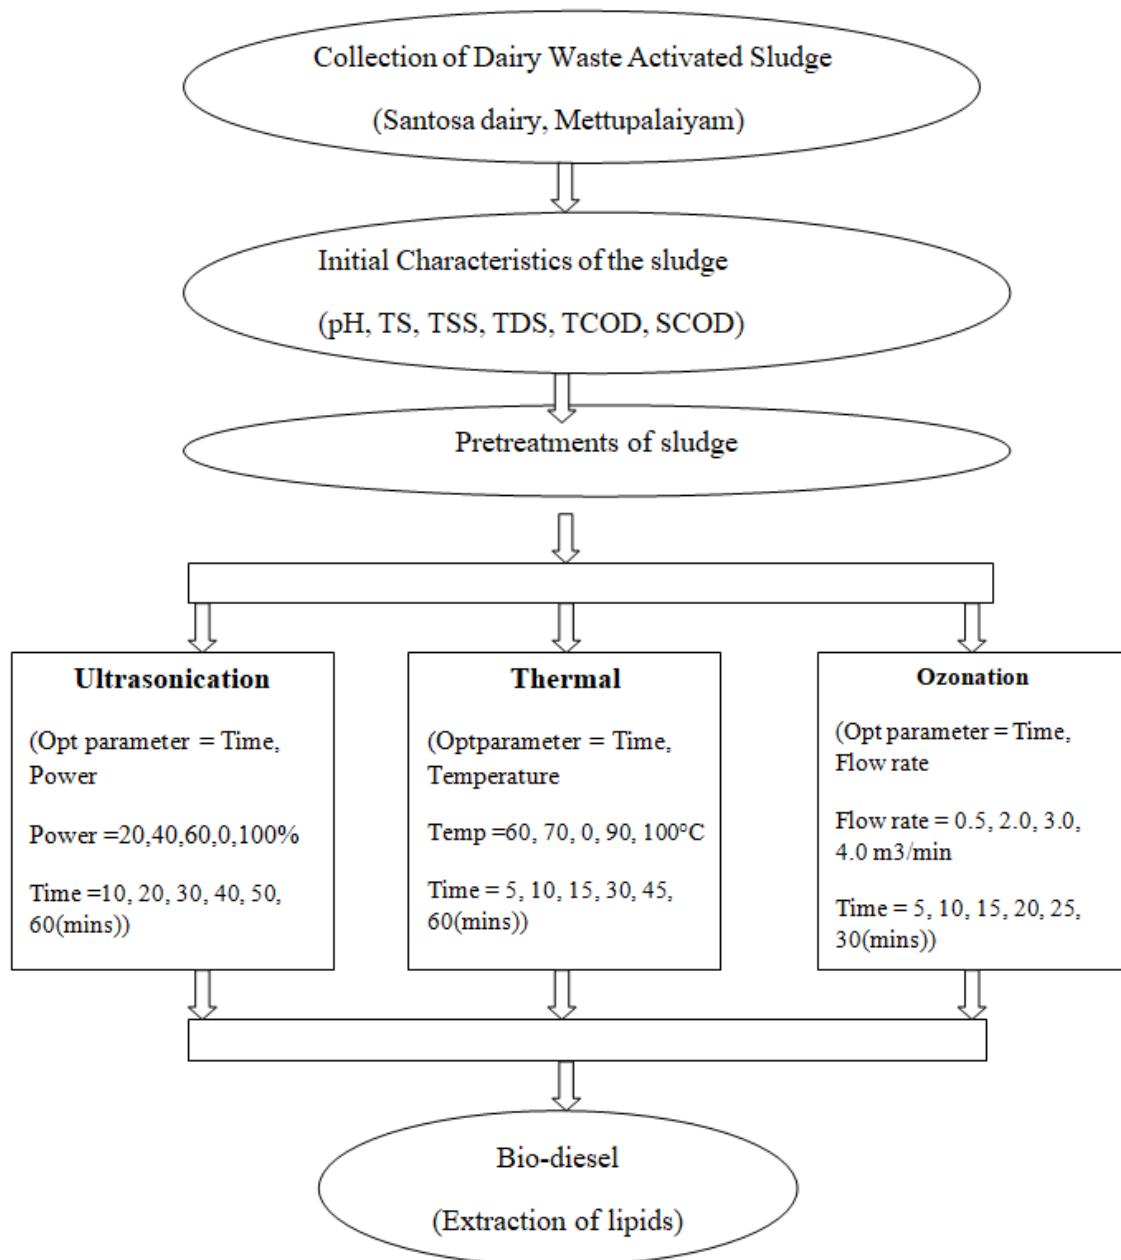 Collection of Dairy Waste Activated Sludge
(Santosa dairy, Mettupalaiyam)
Initial Characteristics of the sludge
(pH, TS, TSS, TDS, TCOD, SCOD)
Pretreatments of sludge
Ultrasonication
(Opt parameter = Time,
Power
Power =20,40,60,0,100%
Time =10, 20, 30, 40, 50,
60(mins))
Thermal
(Optparameter = Time,
Temperature
Temp =60, 70, 0, 90, 100°C
Time = 5, 10, 15, 30, 45,
60(mins))
Ozonation
(Opt parameter = Time,
Flow rate
Flow rate = 0.5, 2.0, 3.0,
4.0 m3/min
Time = 5, 10, 15, 20, 25,
30(mins))
Bio-diesel
(Extraction of lipids)